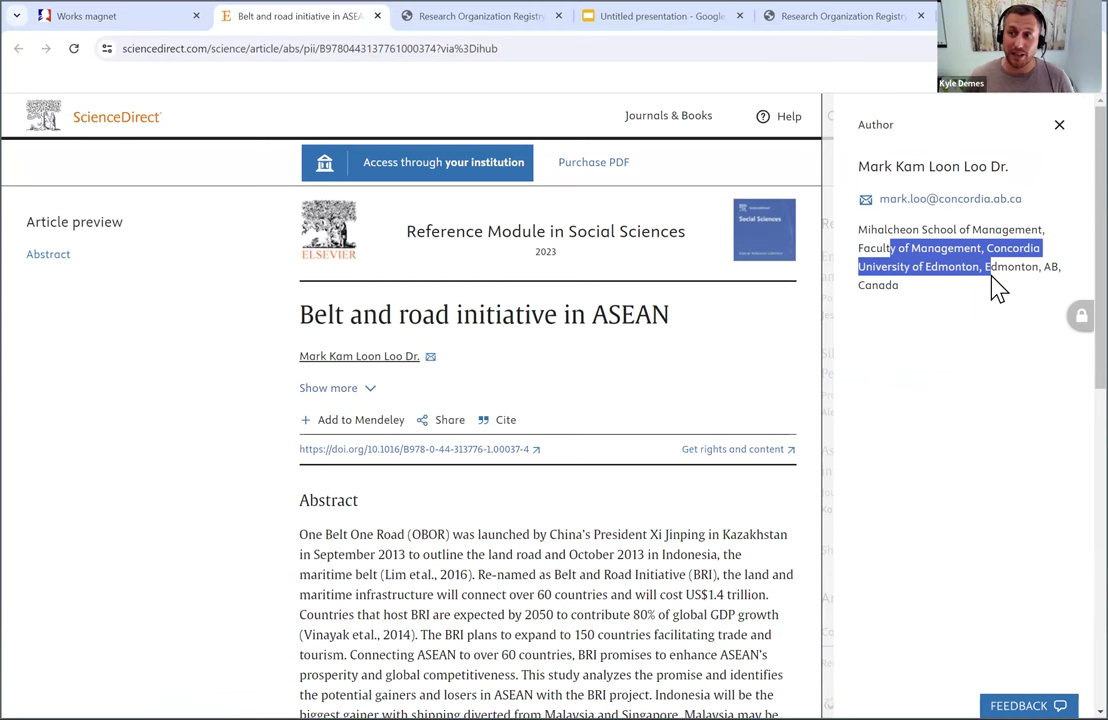 Works magnet
Belt and road initiative in ASEA
Research Organization Registry
Untitled presentation - Google
Research Organization Registry
sciencedirect.com/science/article/abs/pii/B9780443137761000374?via%3Dihub
Kyle Demes
ScienceDirect
Journals & Books
Help
Access through your institution
Purchase PDF
Article preview
Abstract
ELSEVIER
Reference Module in Social Sciences
2023
Social Sciences
Belt and road initiative in ASEAN
Mark Kam Loon Loo Dr.
Show more
Add to Mendeley
Share
Cite
https://doi.org/10.1016/B978-0-44-313776-1.00037-4
Get rights and content
Abstract
One Belt One Road (OBOR) was launched by China's President Xi Jinping in Kazakhstan
in September 2013 to outline the land road and October 2013 in Indonesia, the
maritime belt (Lim et al., 2016). Re-named as Belt and Road Initiative (BRI), the land and
maritime infrastructure will connect over 60 countries and will cost US$1.4 trillion.
Countries that host BRI are expected by 2050 to contribute 80% of global GDP growth
(Vinayak et al., 2014). The BRI plans to expand to 150 countries facilitating trade and
tourism. Connecting ASEAN to over 60 countries, BRI promises to enhance ASEAN's
prosperity and global competitiveness. This study analyzes the promise and identifies
the potential gainers and losers in ASEAN with the BRI project. Indonesia will be the
biggest gainer with shipping diverted from Malaysia and Singapore. Malaysia may be
Author
Mark Kam Loon Loo Dr.
mark.loo@concordia.ab.ca
Mihalcheon School of Management,
Faculty of Management, Concordia
University of Edmonton, Edmonton, AB,
Canada
FEEDBACK